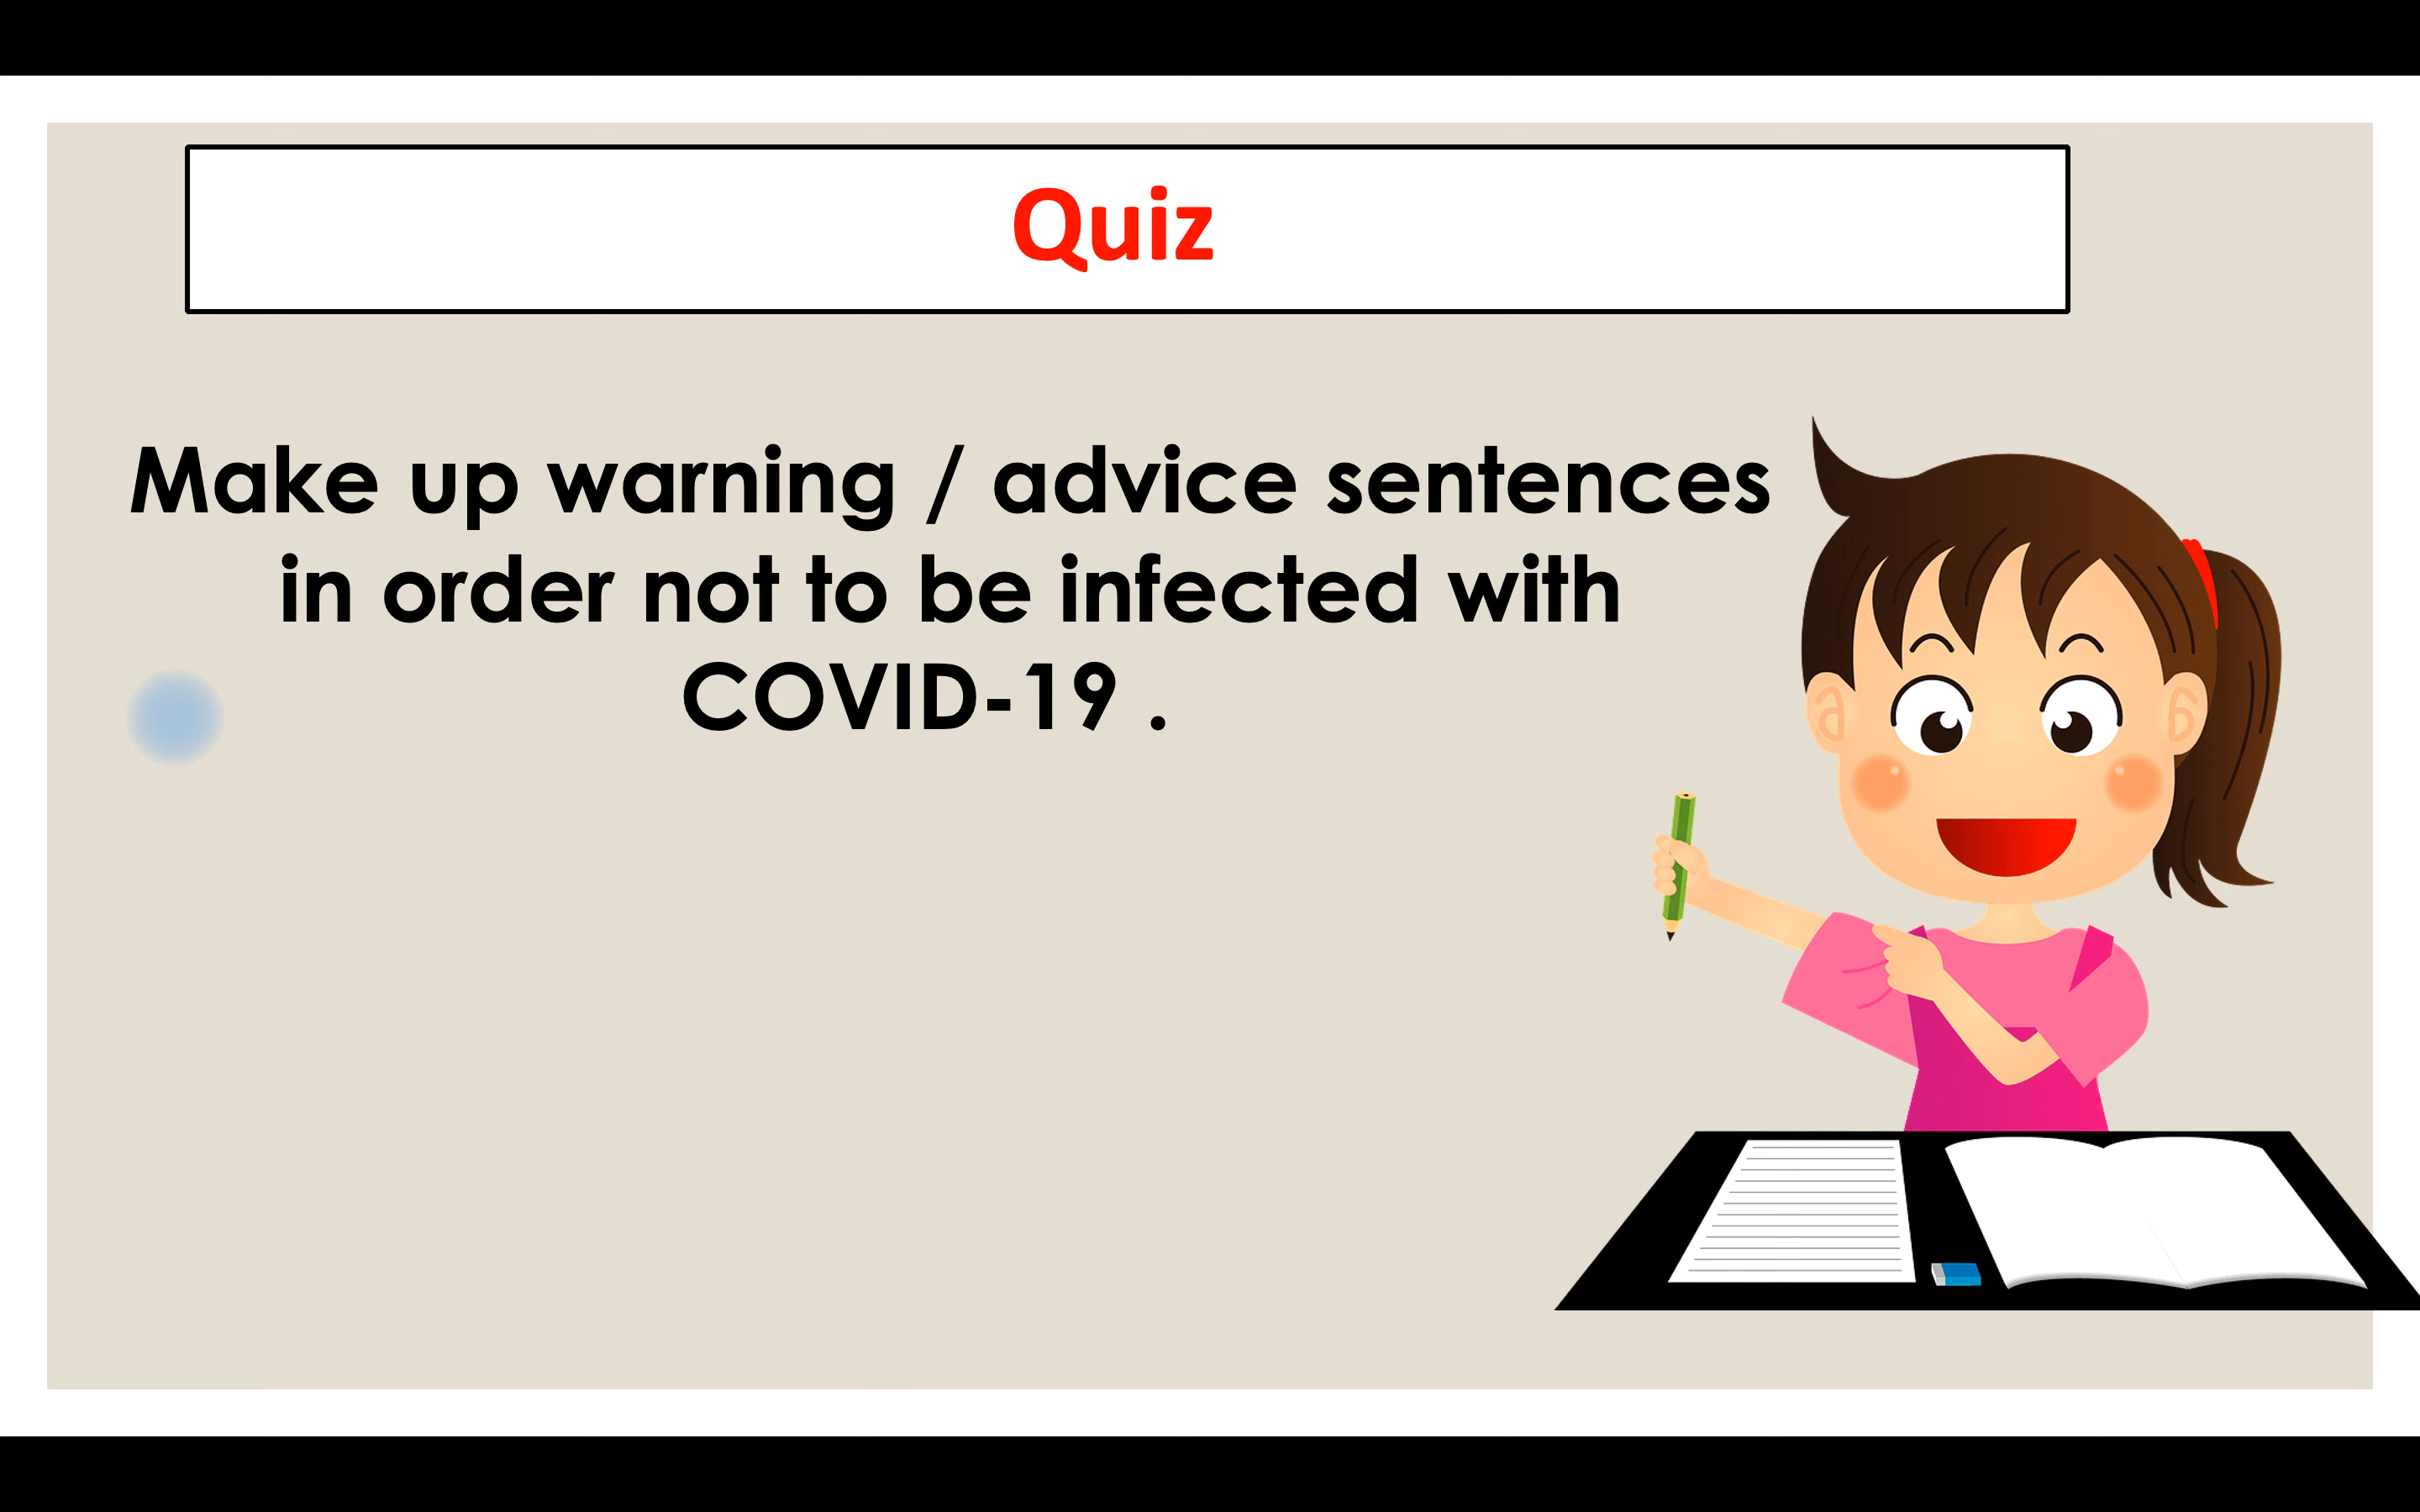 Quiz
Make up warning / advice sentences
in order not to be infected with
COVID-19 .